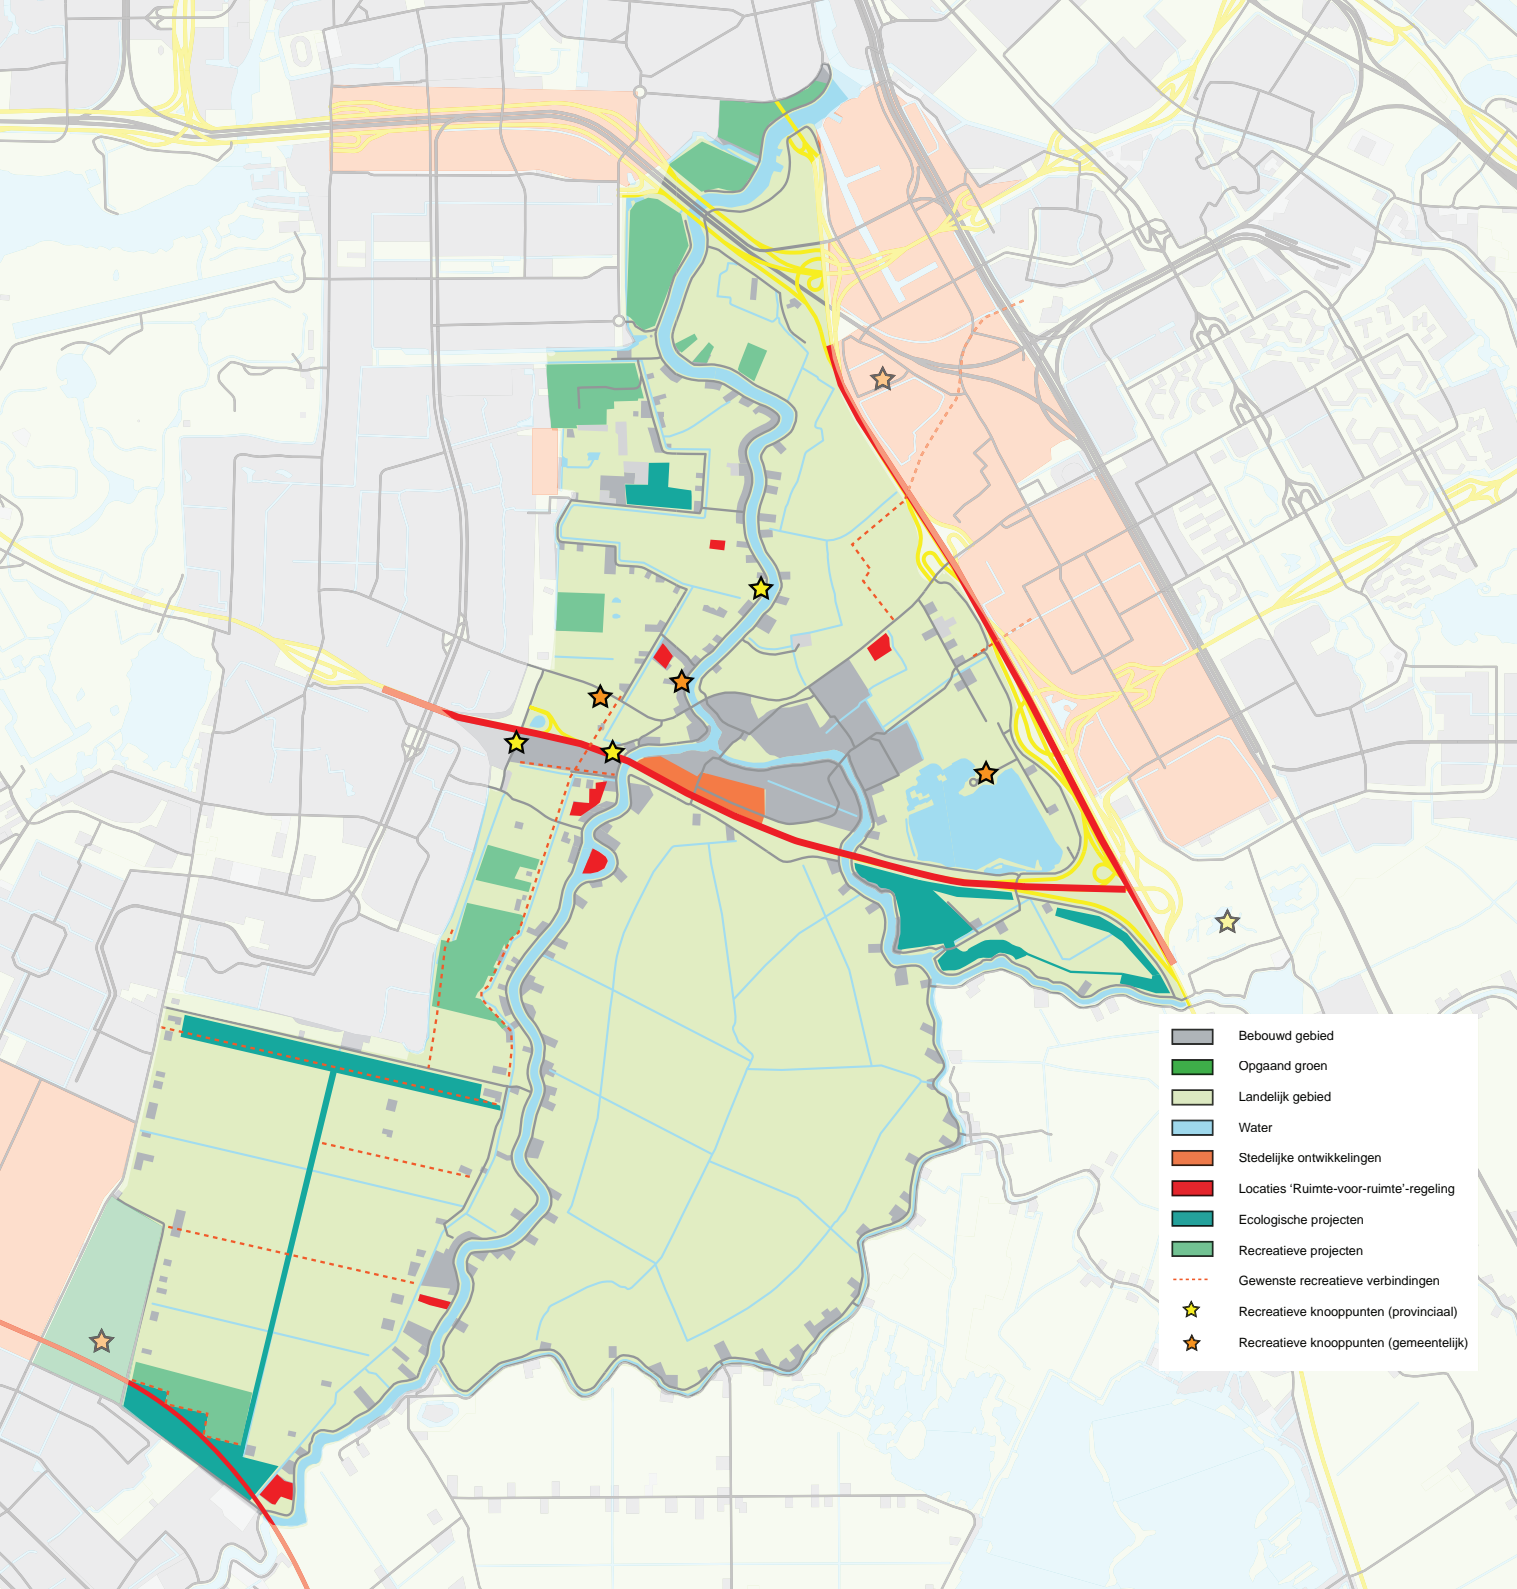 Bebouwd gebied
Opgaand groen
Landelijk gebied
Water
Stedelijke ontwikkelingen
Locaties ‘Ruimte-voor-ruimte’-regeling
Ecologische projecten
Recreatieve projecten
Gewenste recreatieve verbindingen
Recreatieve knooppunten (provinciaal)
Recreatieve knooppunten (gemeentelijk)